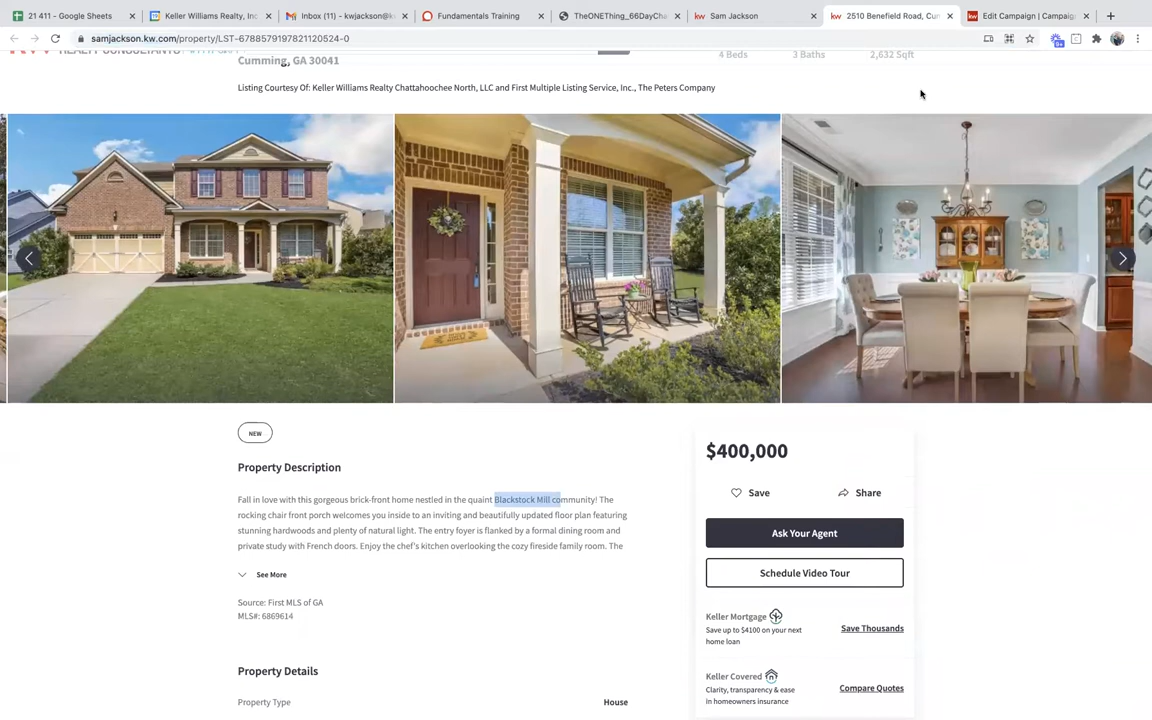 21 411 - Google Sheets
Keller Williams Realty, Inc
Inbox (11) - kwjackson@k
Fundamentals Training
TheONEThing_66DayCha
Sam Jackson
2510 Benefield Road, Cum
Edit Campaign | Campaig
samjackson.kw.com/property/LST-6788579197821120524-0
Cumming, GA 30041
4 Beds
3 Baths
2,632 Sqft
Listing Courtesy Of: Keller Williams Realty Chattahoochee North, LLC and First Multiple Listing Service, Inc., The Peters Company
NEW
Property Description
Fall in love with this gorgeous brick-front home nestled in the quaint Blackstock Mill community! The
rocking chair front porch welcomes you inside to an inviting and beautifully updated floor plan featuring
stunning hardwoods and plenty of natural light. The entry foyer is flanked by a formal dining room and
private study with French doors. Enjoy the chef's kitchen overlooking the cozy fireside family room. The
See More
Source: First MLS of GA
MLS#: 6869614
Property Details
Property Type
House
$400,000
Save
Share
Ask Your Agent
Schedule Video Tour
Keller Mortgage
Save up to $4100 on your next
home loan
Save Thousands
Keller Covered
Clarity, transparency & ease
in homeowners insurance
Compare Quotes